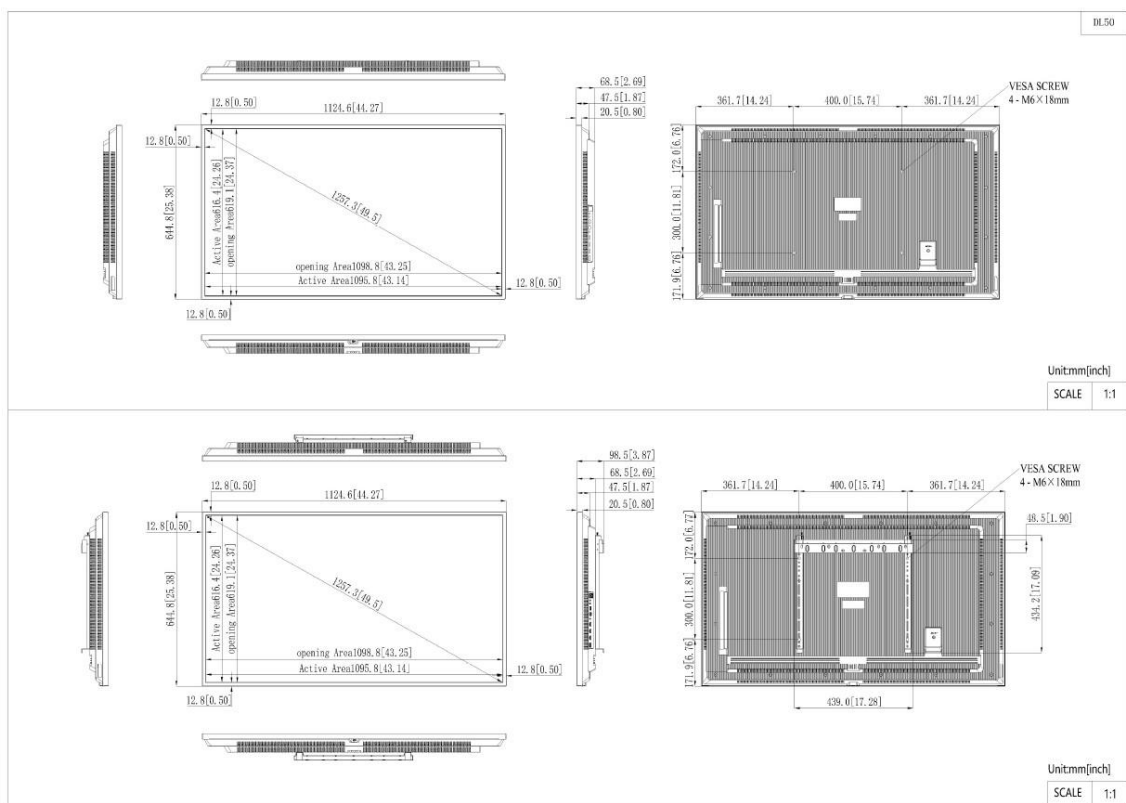 DL50
68.5[2.69]
12.8[0.50]
47.5[1.87]
1124.6[44.27]
20.5[0.80]
12.8[0.50]
644.8[25.38]
Active Area616.4[24.26]
opening Area619.1[24.37]
1257.3[49.5]
opening Area1098.8[43.25]
Active Area1095.8[43.14]
12.8[0.50]
12.8[0.50]
VESA SCREW
4 - M6×18mm
361.7[14.24]
400.0[15.74]
361.7[14.24]
172.0[6.76]
300.0[11.81]
171.9[6.76]
Unit:mm[inch]
SCALE 1:1
98.5[3.87]
68.5[2.69]
12.8[0.50]
47.5[1.87]
1124.6[44.27]
20.5[0.80]
12.8[0.50]
644.8[25.38]
Active Area616.4[24.26]
opening Area619.1[24.37]
1257.3[49.5]
opening Area1098.8[43.25]
Active Area1095.8[43.14]
12.8[0.50]
12.8[0.50]
VESA SCREW
4 - M6×18mm
361.7[14.24]
400.0[15.74]
361.7[14.24]
48.5[1.90]
172.0[6.77]
300.0[11.81]
171.9[6.76]
434.2[17.09]
439.0[17.28]
Unit:mm[inch]
SCALE 1:1